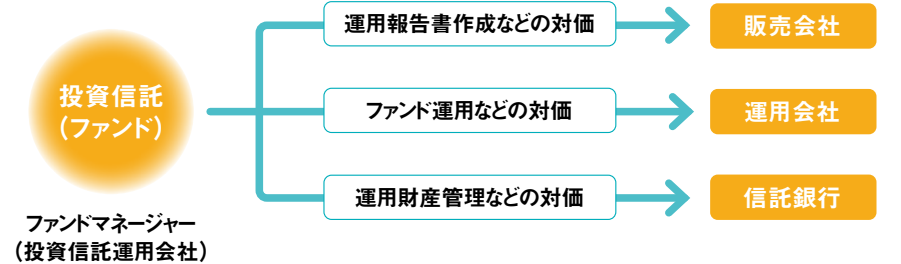 運用報告書作成などの対価
販売会社
投資信託
（ファンド）
ファンド運用などの対価
運用会社
運用財産管理などの対価
信託銀行
ファンドマネージャー
（投資信託運用会社）